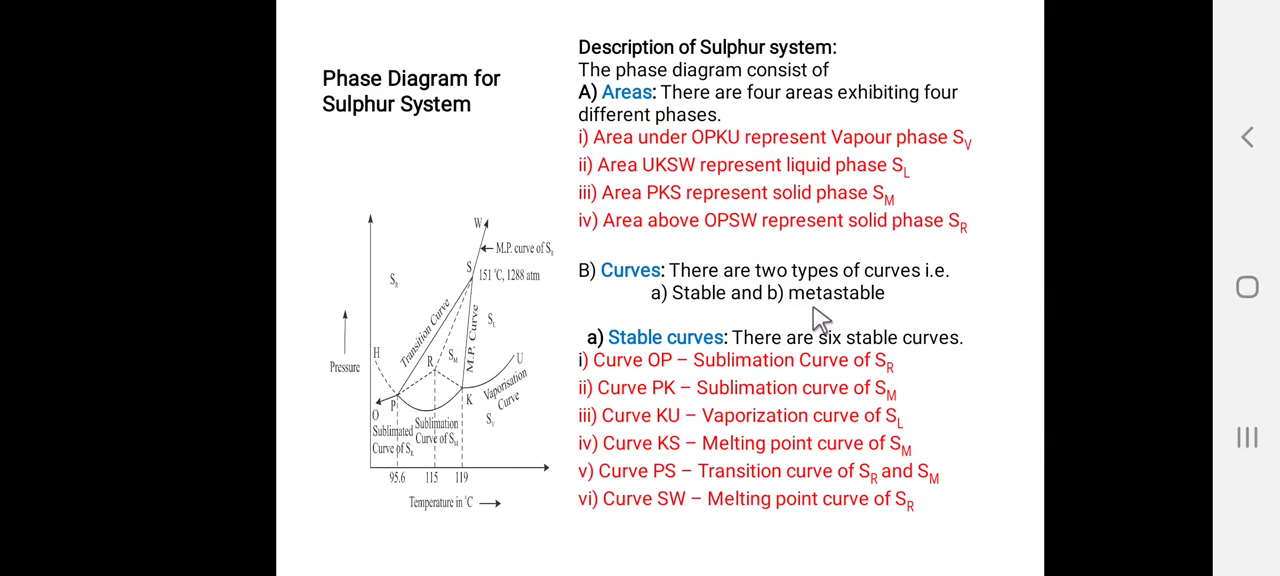 Phase Diagram for
Sulphur System
Description of Sulphur system:
The phase diagram consist of
A) Areas: There are four areas exhibiting four
different phases.
i) Area under OPKU represent Vapour phase SV
ii) Area UKSW represent liquid phase SL
iii) Area PKS represent solid phase SM
iv) Area above OPSW represent solid phase SR
B) Curves: There are two types of curves i.e.
a) Stable and b) metastable
a) Stable curves: There are six stable curves.
i) Curve OP – Sublimation Curve of SR
ii) Curve PK – Sublimation curve of SM
iii) Curve KU – Vaporization curve of SL
iv) Curve KS – Melting point curve of SM
v) Curve PS – Transition curve of SR and SM
vi) Curve SW – Melting point curve of SR
W
M.P. curve of SR
S
151 °C, 1288 atm
SR
Transition Curve
M.P. Curve
SL
H
R
SM
U
Pressure
P
K
Vaporisation
Curve
O
SV
Sublimated
Curve of SR
Sublimation
Curve of SM
95.6
115
119
Temperature in °C